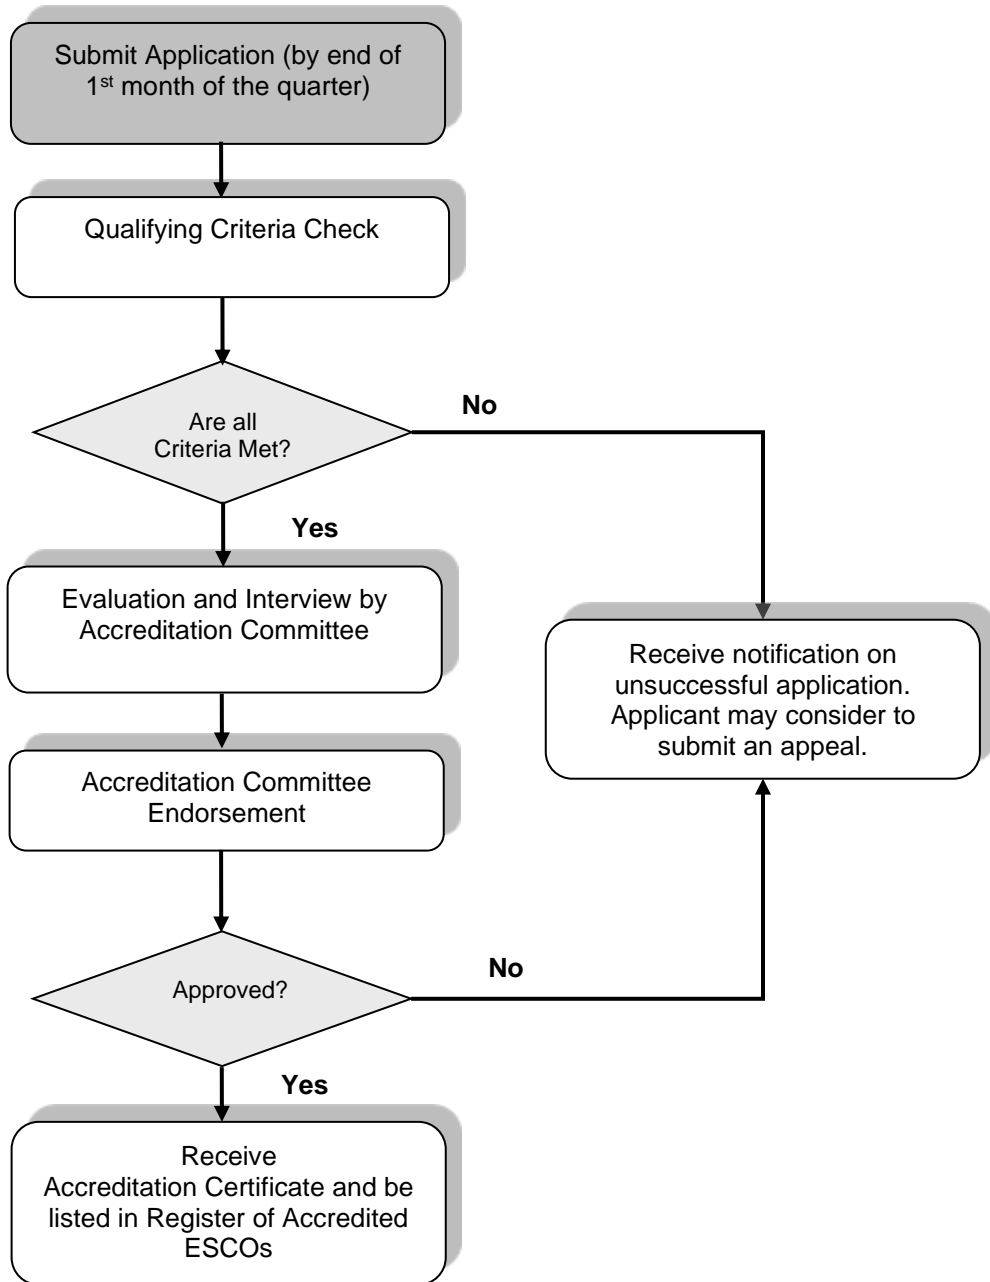 Submit Application (by end of
1st month of the quarter)
Qualifying Criteria Check
Are all
Criteria Met?
No
Yes
Evaluation and Interview by
Accreditation Committee
Receive notification on
unsuccessful application.
Applicant may consider to
submit an appeal.
Accreditation Committee
Endorsement
Approved?
No
Yes
Receive
Accreditation Certificate and be
listed in Register of Accredited
ESCOs